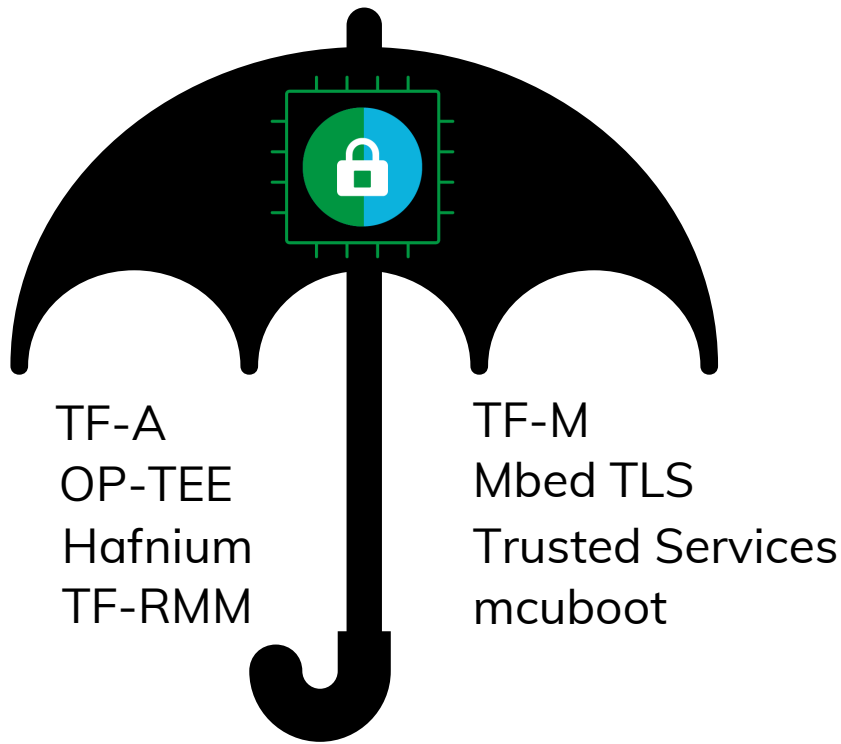 TF-A
OP-TEE
Hafnium
TF-RMM
TF-M
Mbed TLS
Trusted Services
mcuboot